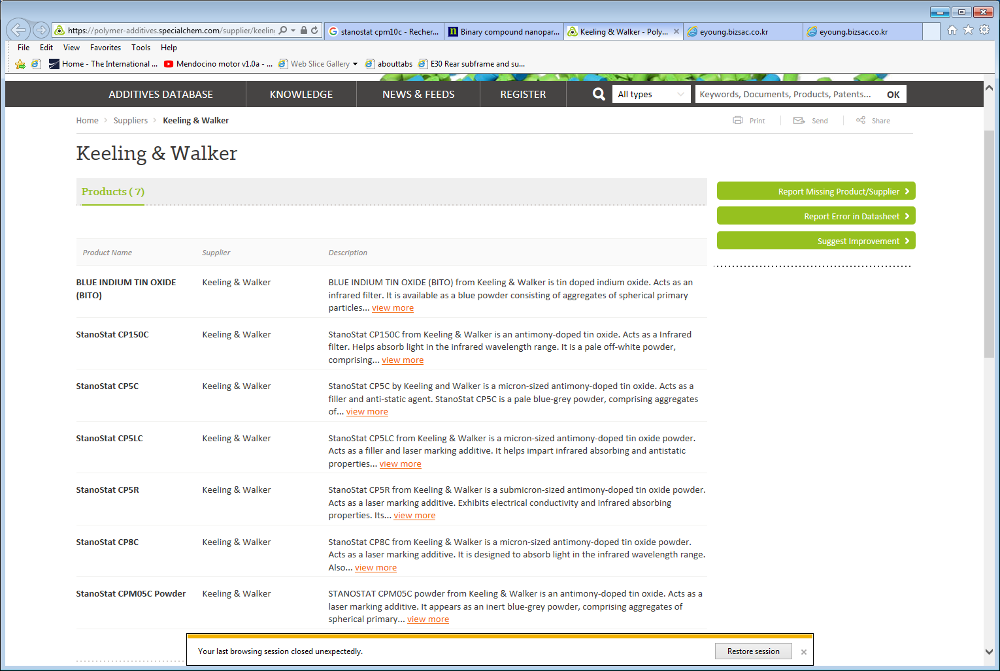 https://polymer-additives.specialchem.com/supplier/keeling
stanostat cpm10c - Recher...
Binary compound nanopar...
Keeling & Walker - Poly...
eyoung.bizsac.co.kr
eyoung.bizsac.co.kr
File Edit View Favorites Tools Help
Home - The International ... Mendocino motor v1.0a - ... Web Slice Gallery abouttabs E30 Rear subframe and su...
ADDITIVES DATABASE KNOWLEDGE NEWS & FEEDS REGISTER All types Keywords, Documents, Products, Patents... OK
Home > Suppliers > Keeling & Walker Print Send Share
Keeling & Walker
Products ( 7)
Report Missing Product/Supplier
Report Error in Datasheet
Suggest Improvement
Product Name Supplier Description
BLUE INDIUM TIN OXIDE
(BITO)
Keeling & Walker
BLUE INDIUM TIN OXIDE (BITO) from Keeling & Walker is tin doped indium oxide. Acts as an
infrared filter. It is available as a blue powder consisting of aggregates of spherical primary
particles... view more
StanoStat CP150C
Keeling & Walker
StanoStat CP150C from Keeling & Walker is an antimony-doped tin oxide. Acts as a Infrared
filter. Helps absorb light in the infrared wavelength range. It is a pale off-white powder,
comprising... view more
StanoStat CP5C
Keeling & Walker
StanoStat CP5C by Keeling and Walker is a micron-sized antimony-doped tin oxide. Acts as a
filler and anti-static agent. StanoStat CP5C is a pale blue-grey powder, comprising aggregates
of... view more
StanoStat CP5LC
Keeling & Walker
StanoStat CP5LC from Keeling & Walker is a micron-sized antimony-doped tin oxide powder.
Acts as a filler and laser marking additive. It helps impart infrared absorbing and antistatic
properties... view more
StanoStat CP5R
Keeling & Walker
StanoStat CP5R from Keeling & Walker is a submicron-sized antimony-doped tin oxide powder.
Acts as a laser marking additive. Exhibits electrical conductivity and infrared absorbing
properties. Its... view more
StanoStat CP8C
Keeling & Walker
StanoStat CP8C from Keeling & Walker is a micron-sized antimony-doped tin oxide powder.
Acts as a laser marking additive. It is designed to absorb light in the infrared wavelength range.
Also... view more
StanoStat CPM05C Powder
Keeling & Walker
STANOSTAT CPM05C powder from Keeling & Walker is an antimony-doped tin oxide. Acts as a
laser marking additive. It appears as an inert blue-grey powder, comprising aggregates of
spherical primary... view more
Your last browsing session closed unexpectedly. Restore session